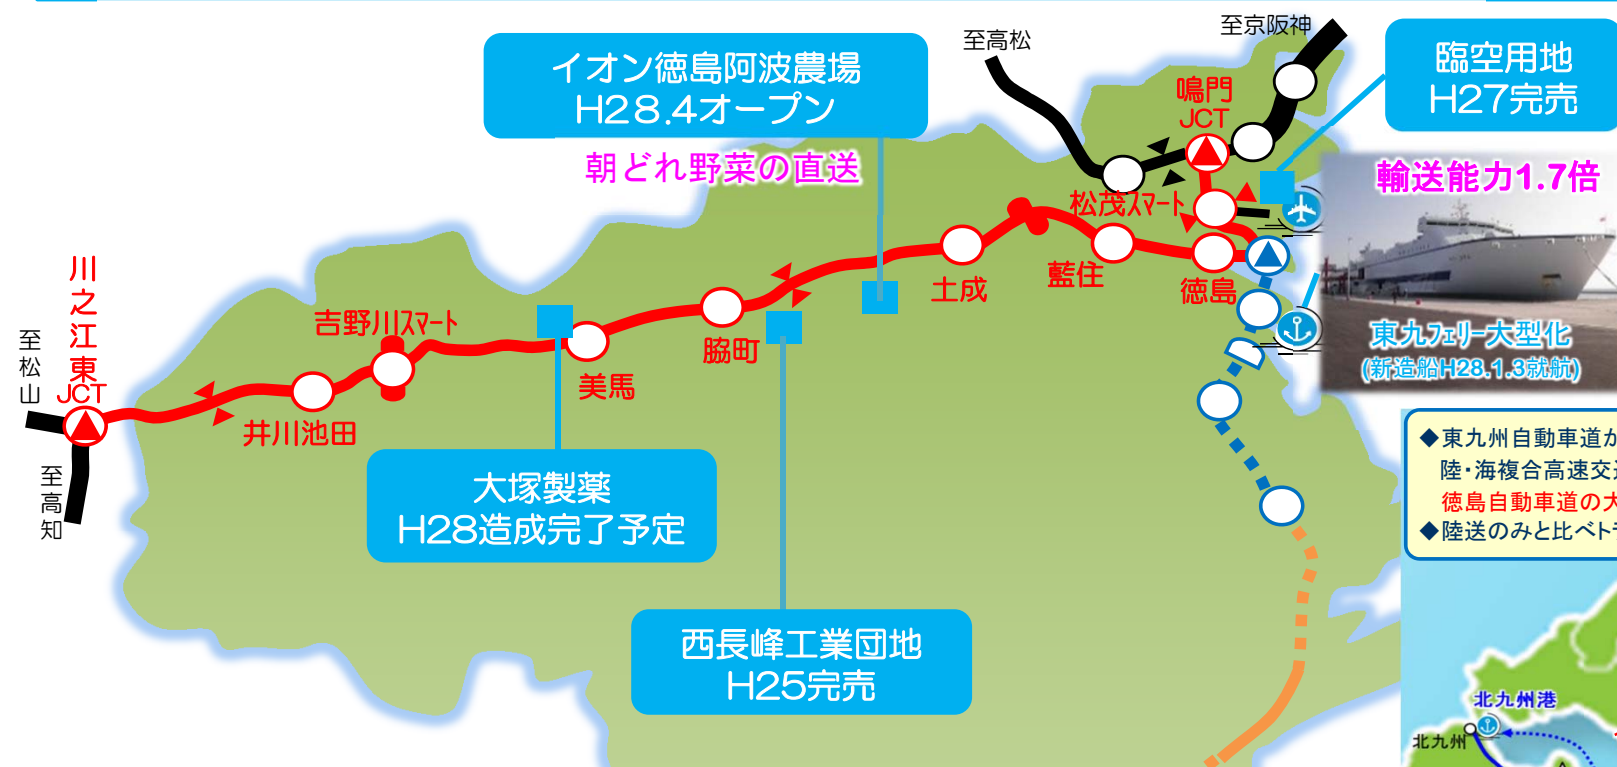 至京阪神
至高松
イオン徳島阿波農場
H28.4オープン
臨空用地
H27完売
鳴門
JCT
朝どれ野菜の直送
輸送能力1.7倍
松茂スマート
川之江東
JCT
藍住
土成
徳島
吉野川スマート
東九フェリー大型化
(新造船H28.1.3就航)
至松山
脇町
美馬
井川池田
至高知
大塚製薬
H28造成完了予定
西長峰工業団地
H25完売
◆東九州自動車道か
陸・海複合高速交
徳島自動車道の大
◆陸送のみと比べト
北九州港
北九州